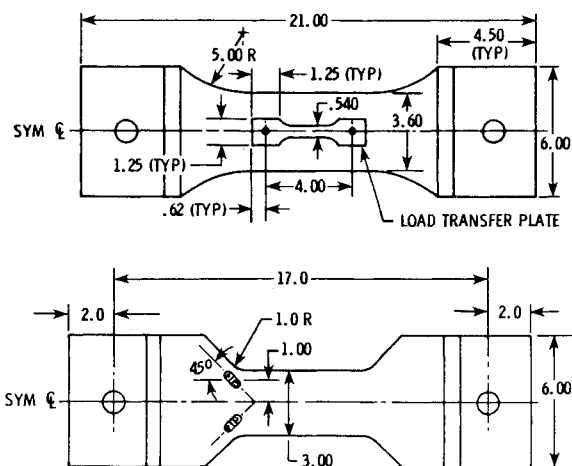 21.00
5.00 R
4.50
(TYP)
1.25 (TYP)
.540
SYM ℄
3.60
6.00
1.25 (TYP)
4.00
.62 (TYP)
LOAD TRANSFER PLATE
17.0
2.0
1.0 R
2.0
1.00
45°
SYM ℄
6.00
3.00